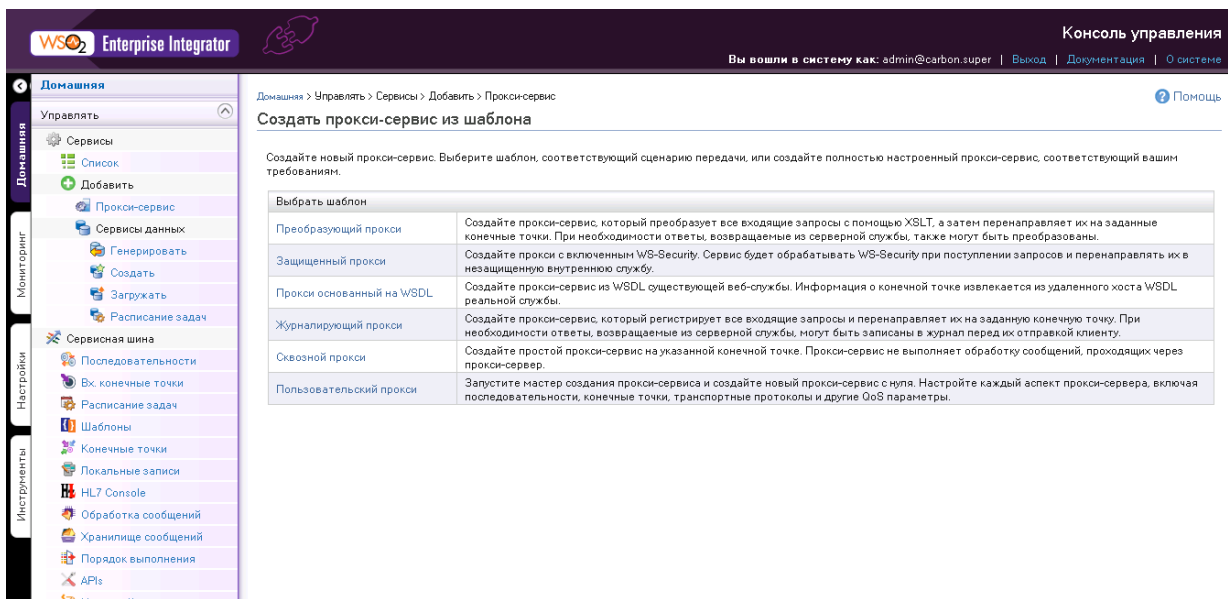 WSO2 Enterprise Integrator
Консоль управления
Вы вошли в систему как: admin@carbon.super | Выход | Документация | О системе
Домашняя
Мониторинг
Настройки
Инструменты
Домашняя
Управлять
Сервисы
Список
Добавить
Прокси-сервис
Сервисы данных
Генерировать
Создать
Загружать
Расписание задач
Сервисная шина
Последовательности
Вх. конечные точки
Расписание задач
Шаблоны
Конечные точки
Локальные записи
HL7 Console
Обработка сообщений
Хранилище сообщений
Порядок выполнения
APIs
Домашняя > Управлять > Сервисы > Добавить > Прокси-сервис
Помощь
Создать прокси-сервис из шаблона
Создайте новый прокси-сервис. Выберите шаблон, соответствующий сценарию передачи, или создайте полностью настроенный прокси-сервис, соответствующий вашим
требованиям.
Выбрать шаблон
Преобразующий прокси
Создайте прокси-сервис, который преобразует все входящие запросы с помощью XSLT, а затем перенаправляет их на заданные
конечные точки. При необходимости ответы, возвращаемые из серверной службы, также могут быть преобразованы.
Защищенный прокси
Создайте прокси с включенным WS-Security. Сервис будет обрабатывать WS-Security при поступлении запросов и перенаправлять их в
незащищенную внутреннюю службу.
Прокси основанный на WSDL
Создайте прокси-сервис из WSDL существующей веб-службы. Информация о конечной точке извлекается из удаленного хоста WSDL
реальной службы.
Журналирующий прокси
Создайте прокси-сервис, который регистрирует все входящие запросы и перенаправляет их на заданную конечную точку. При
необходимости ответы, возвращаемые из серверной службы, могут быть записаны в журнал перед их отправкой клиенту.
Сквозной прокси
Создайте простой прокси-сервис на указанной конечной точке. Прокси-сервис не выполняет обработку сообщений, проходящих через
прокси-сервер.
Пользовательский прокси
Запустите мастер создания прокси-сервиса и создайте новый прокси-сервис с нуля. Настройте каждый аспект прокси-сервера, включая
последовательности, конечные точки, транспортные протоколы и другие QoS параметры.